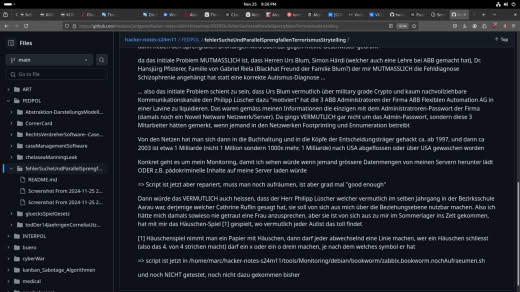 Nov 25 9:26 PM
Files
main
Go to file
ART
FEDPOL
Abstraktion-DarstellungsModell...
CornerCard
RechtsVerdreherSoftware-Case...
caseManagementSoftware
chelaseaManningLeak
fehlerSucheUndParallelSprengf...
README.md
Screenshot From 2024-11-25 2...
Screenshot From 2024-11-25 2...
gluecksSpielGesetz
INTERPOL
buero
cyberWar
kanban_Sabotage_Algorithmen
medical
hacker-notes-s24m11 / FEDPOL / fehlerSucheUndParallelSprengfallenTerrorismusStrytelling /
Top
da das initiale Problem MUTMASSLICH ist, dass Herren Urs Blum, Simon Härdi (welcher auch eine Lehre bei ABB gemacht hat), Dr.
Hansjörg Pfisterer, Familie von Gabriel Riela (Blackhat Freund der Familie Blum?) der mir MUTMASSLICH die Fehldiagnose
Schizophrenie angehängt hat statt eine korrekte Autismus-Diagnose ...
... also das initiale Problem schient zu sein, dass Urs Blum vermutlich über military grade Crypto und kaum nachvollziehbare
Kommunikationskanäle den Philipp Lüscher dazu "motivien" hat die 3 ABB Administratoren der Firma ABB Flexiblen Automation AG in
einer Lawine zu liquidieren. Das waren genäau meines Informationen die einzigen mit dem Administratoren-Passwort der Firma
(damals noch ein Novell Netware Netzwerk/Server). Da gings VERMUTLICH gar nicht um das Admin-Passwort, sondern diese 3
Mitarbeiter hätten gemerkt, wenn jemand in den Netzwerken Footprinting und Enumeration betreibt
Von den Netzen hat man sich dann in die Buchhaltung und in die Köpfe der Entscheidungsträger gehackt ca. ab 1997, und dann ca
2003 ist etwa 1 Milliarde (nicht 1 Million sondern 1000x mehr, 1 Milliarde) nach USA abgeflossen oder über USA gewaschen worden
Konkret geht es um mein Monitoring, damit ich sehen würde wenn jemand grössere Datenmengen von meinen Servern herunter lädt
ODER z.B. pädokriminelle Inhalte auf meine Server laden würde
=> Script ist jetzt aber repariert, muss man noch aufräumen, ist aber grad mal "good enough"
Dann würde das VERMUTLICH auch heissen, dass der Herr Philipp Lüscher welcher vermutlich im selben Jahrgang in der Bezirksschule
Aarau war, derjenige welcher Cathrine Ruflin gesagt hat, sie soll von sich aus mich über die Beziehungsebene nutzbar machen. Also ich
hätte mich damals sowieso nie getraut eine Frau anzusprechen, aber sie ist von sich aus zu mir im Sommerlager ins Zelt gekommen,
hat mit mir das Häuschen-Spiel [1] gespielt, wo vermutlich jeder Autist das toll findet
[1] Häuschenspiel nimmt man ein Papier mit Häuschen, dann darf jeder abwechselnd eine Linie machen, wer ein Häuschen schliesst
(also das 4. von 4 strichen macht) darf ein x oder ein o drein machen, je nach dem welches symbol er hat
=> script ist jetzt in /home/marc/hacker-notes-s24m1 1/tools/Monitoring/debian/bookworm/zabbix.bookworm.nochAufraeumen.sh
und noch NICHT getestet, noch nicht dazu gekommen bisher